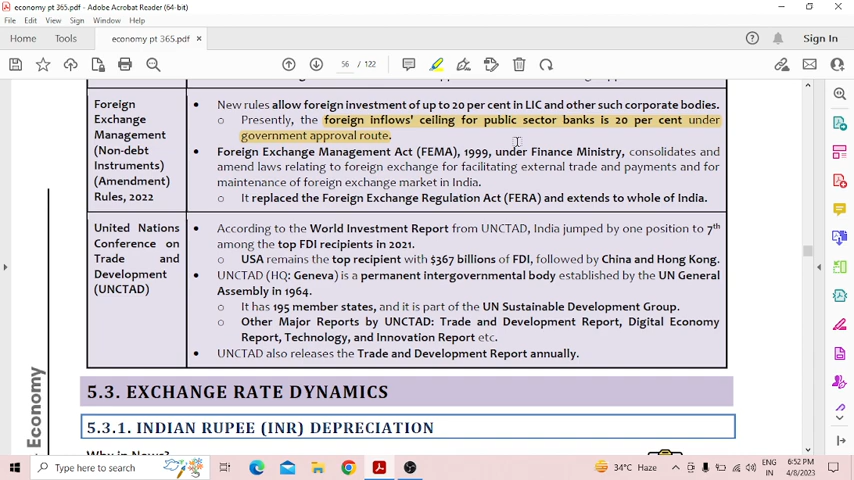 economy pt 365.pdf - Adobe Acrobat Reader (64-bit)
File Edit View Sign Window Help
Home Tools economy pt 365.pdf × Sign In
56 / 122
Foreign Exchange Management (Non-debt Instruments) (Amendment) Rules, 2022
• New rules allow foreign investment of up to 20 per cent in LIC and other such corporate bodies.
o Presently, the foreign inflows' ceiling for public sector banks is 20 per cent under
government approval route.
• Foreign Exchange Management Act (FEMA), 1999, under Finance Ministry, consolidates and
amend laws relating to foreign exchange for facilitating external trade and payments and for
maintenance of foreign exchange market in India.
o It replaced the Foreign Exchange Regulation Act (FERA) and extends to whole of India.
United Nations Conference on Trade and Development (UNCTAD)
• According to the World Investment Report from UNCTAD, India jumped by one position to 7th
among the top FDI recipients in 2021.
o USA remains the top recipient with $367 billions of FDI, followed by China and Hong Kong.
• UNCTAD (HQ: Geneva) is a permanent intergovernmental body established by the UN General
Assembly in 1964.
o It has 195 member states, and it is part of the UN Sustainable Development Group.
o Other Major Reports by UNCTAD: Trade and Development Report, Digital Economy
Report, Technology, and Innovation Report etc.
• UNCTAD also releases the Trade and Development Report annually.
Economy
5.3. EXCHANGE RATE DYNAMICS
5.3.1. INDIAN RUPEE (INR) DEPRECIATION
Why in News?
Type here to search
34°C Haze
ENG
IN
6:52 PM
4/8/2023